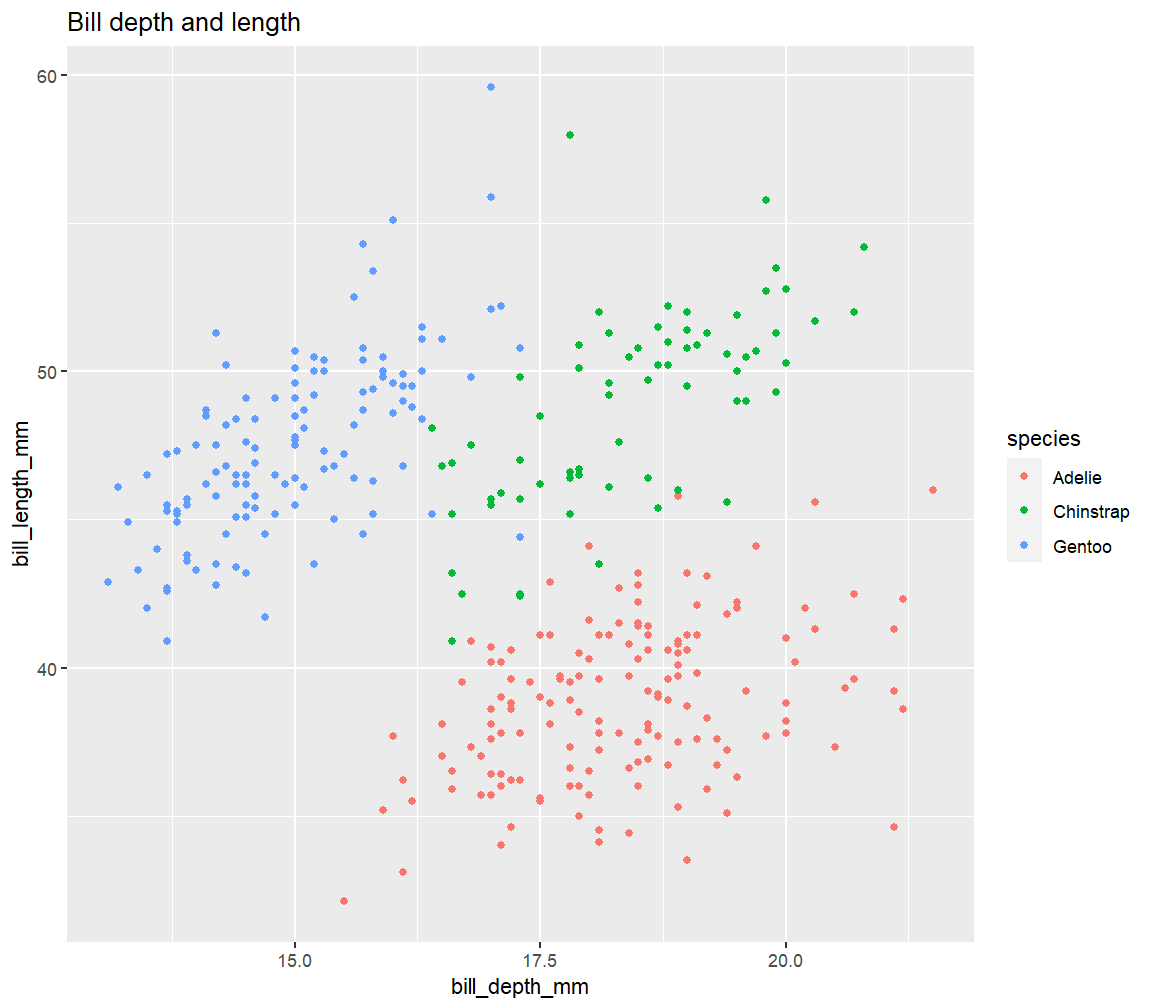 Bill depth and length
60
50
40
bill_length_mm
15.0
17.5
20.0
bill_depth_mm
species
Adelie
Chinstrap
Gentoo